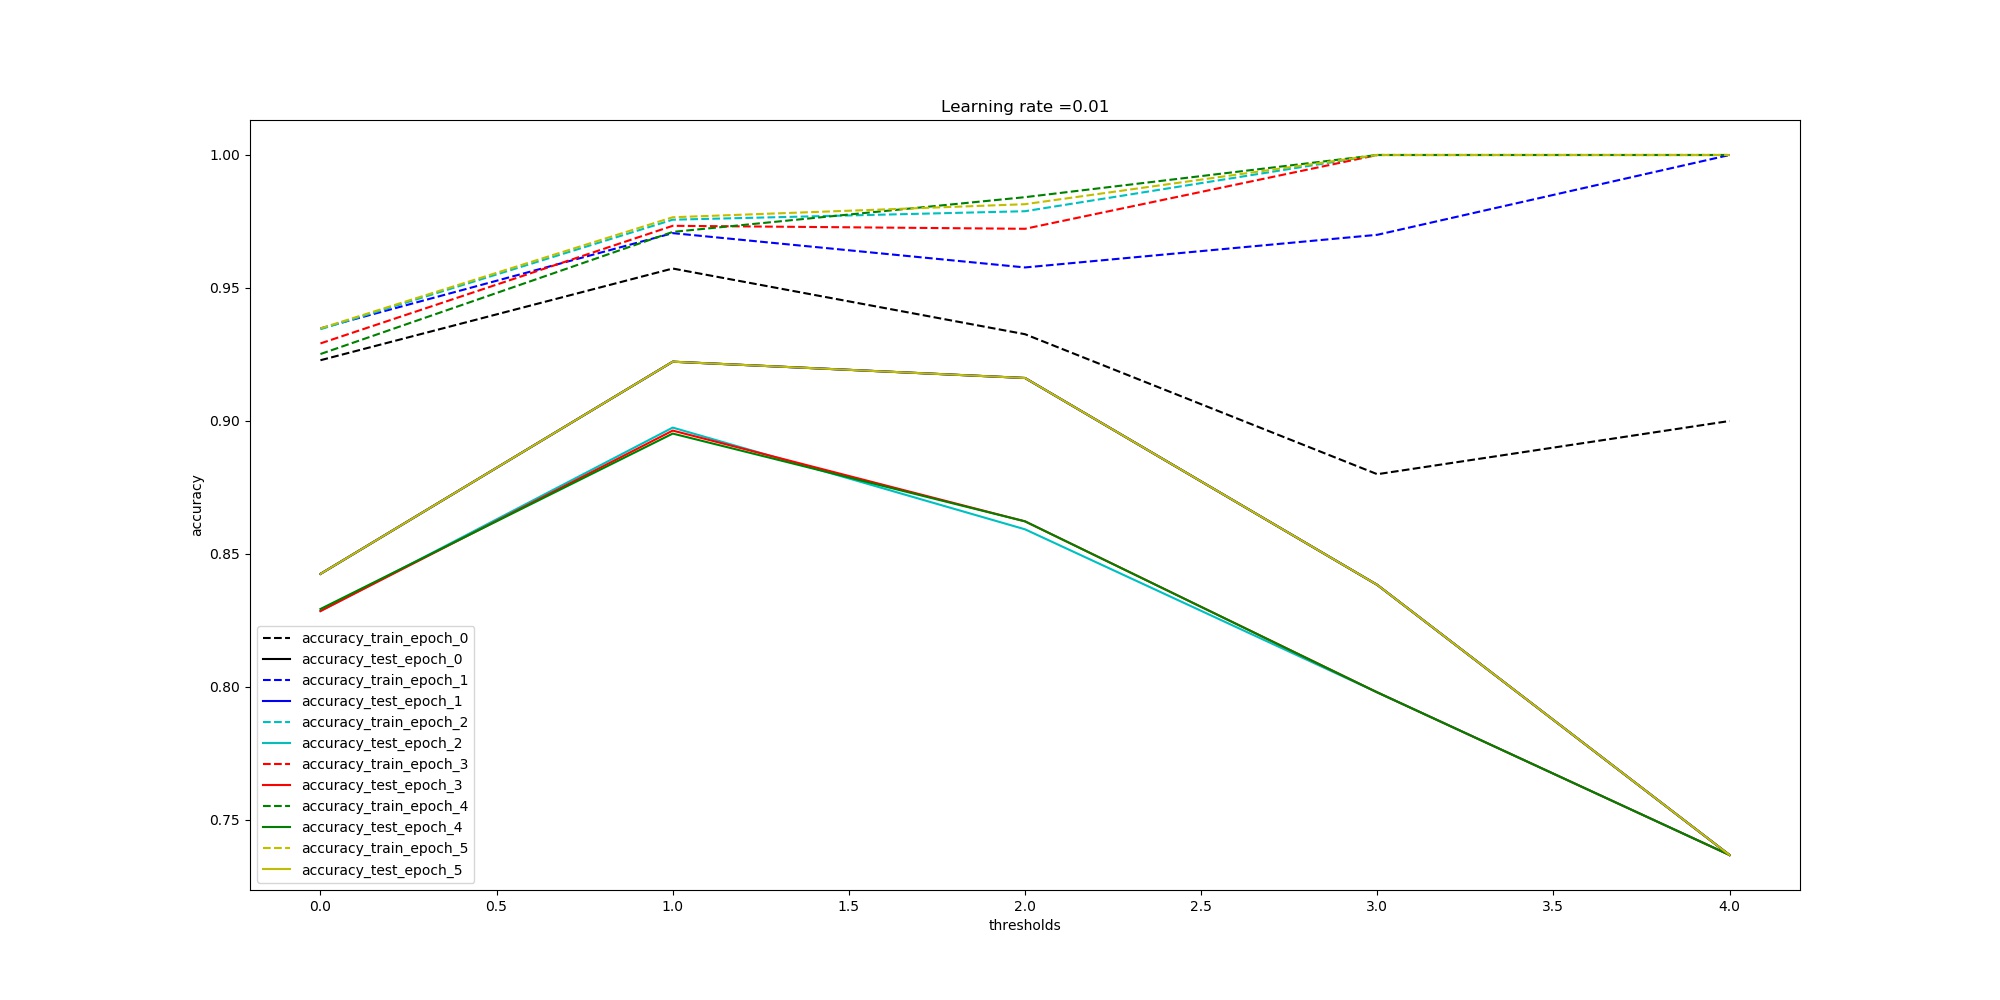 Learning rate =0.01
1.00
0.95
0.90
0.85
0.80
0.75
accuracy
accuracy_train_epoch_0
accuracy_test_epoch_0
accuracy_train_epoch_1
accuracy_test_epoch_1
accuracy_train_epoch_2
accuracy_test_epoch_2
accuracy_train_epoch_3
accuracy_test_epoch_3
accuracy_train_epoch_4
accuracy_test_epoch_4
accuracy_train_epoch_5
accuracy_test_epoch_5
0.0 0.5 1.0 1.5 2.0 2.5 3.0 3.5 4.0
thresholds